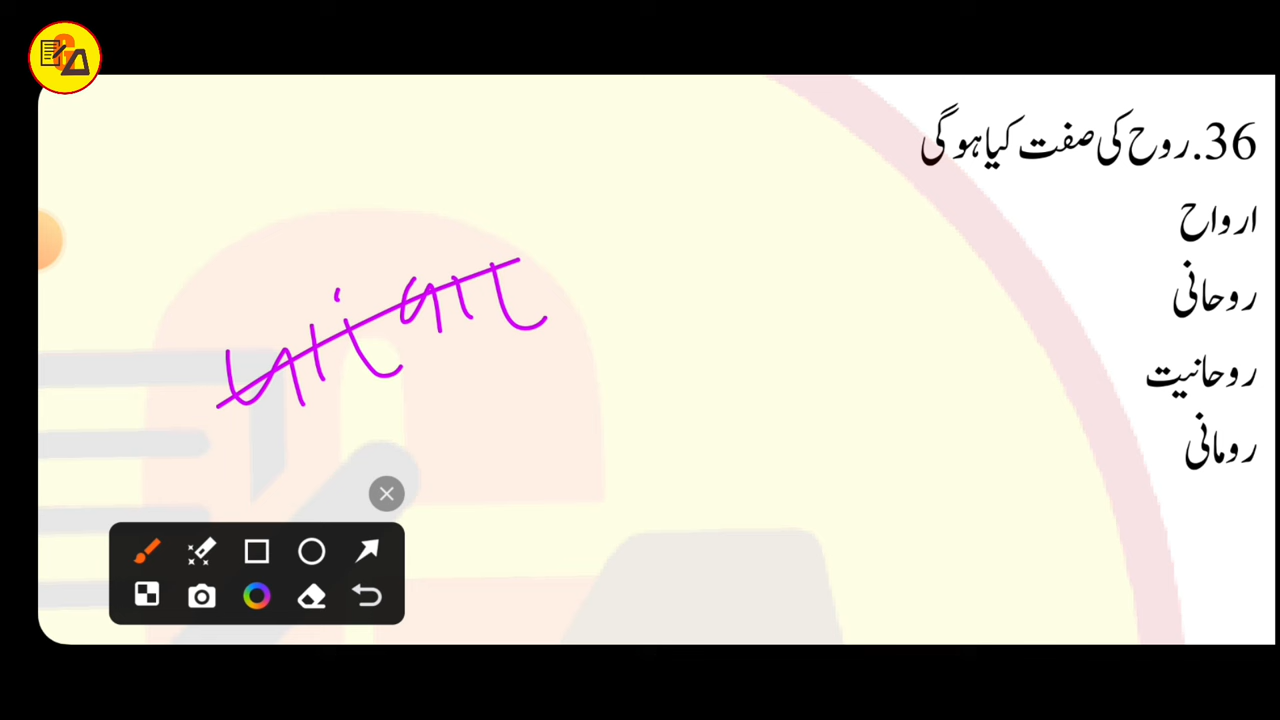 36. روح کی صفت کیا ہو گی
ارواح
روحانی
روحانیت
رومانی